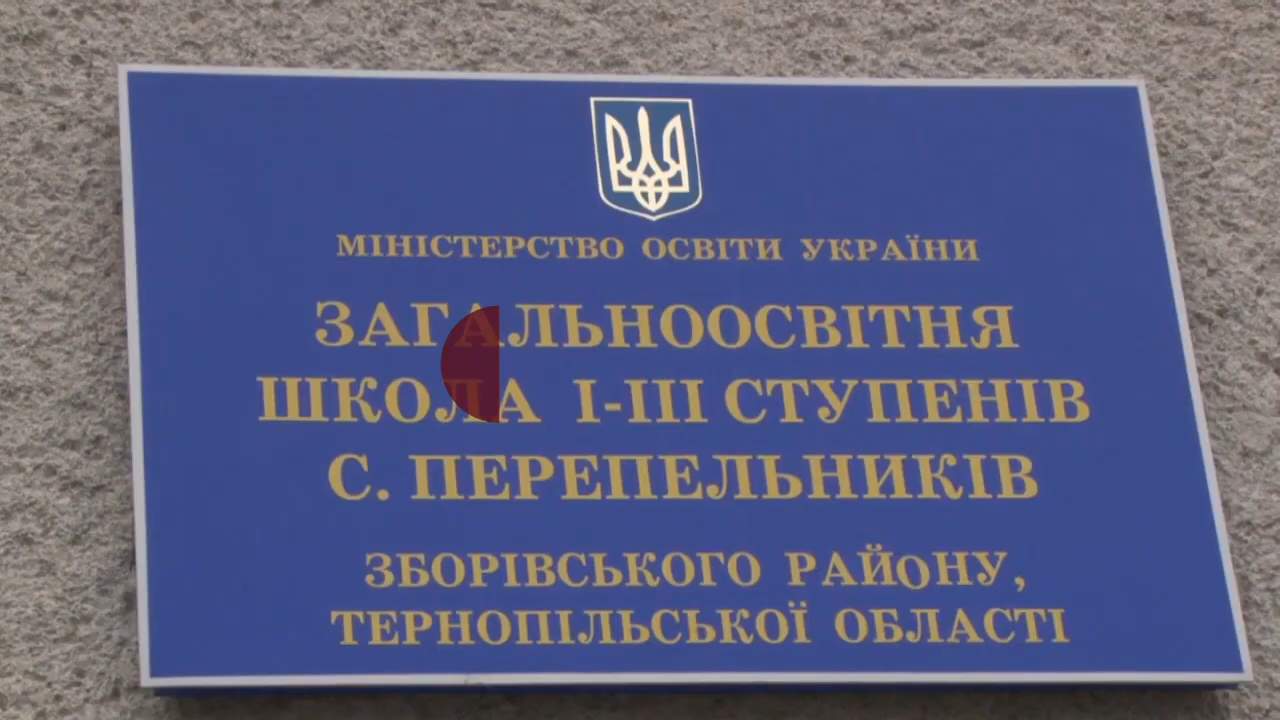 МІНІСТЕРСТВО ОСВІТИ УКРАЇНИ
ЗАГАЛЬНООСВІТНЯ
ШКОЛА І-ІІІ СТУПЕНІВ
С. ПЕРЕПЕЛЬНИКІВ
ЗБОРІВСЬКОГО РАЙОНУ,
ТЕРНОПІЛЬСЬКОЇ ОБЛАСТІ